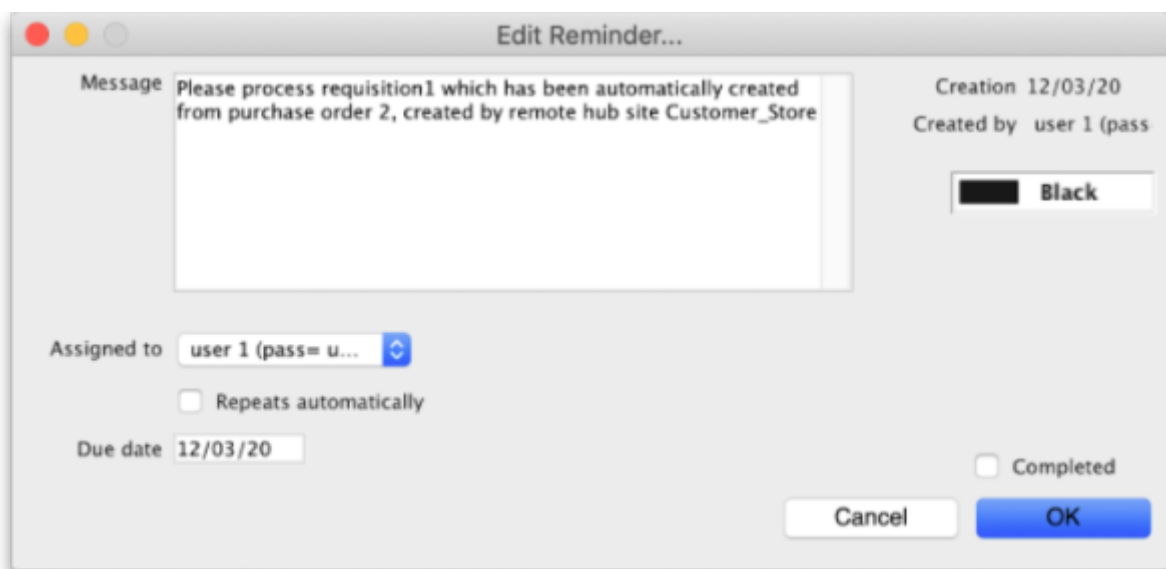 Edit Reminder...
Message
Please process requisition1 which has been automatically created
from purchase order 2, created by remote hub site Customer_Store
Creation 12/03/20
Created by user 1 (pass
Black
Assigned to user 1 (pass= u...
Repeats automatically
Due date 12/03/20
Completed
Cancel
OK